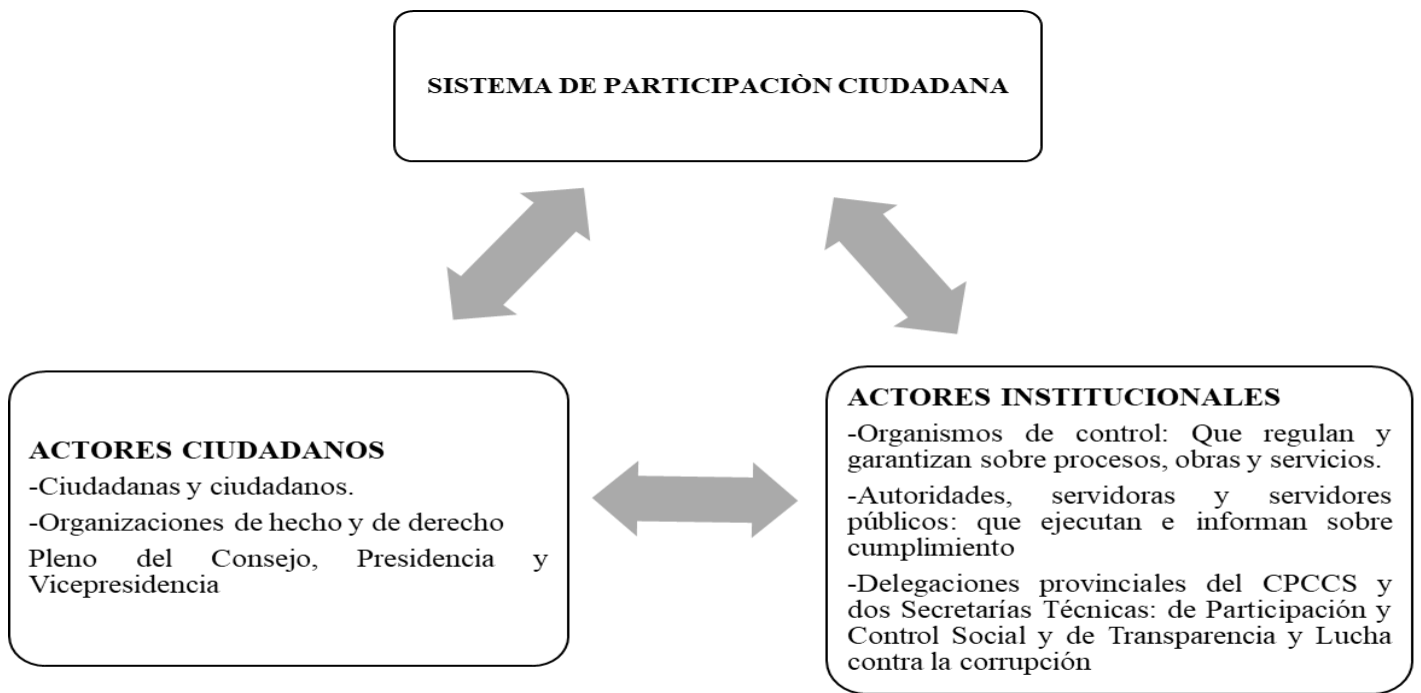 SISTEMA DE PARTICIPACIÒN CIUDADANA
ACTORES CIUDADANOS
-Ciudadanas y ciudadanos.
-Organizaciones de hecho y de derecho
Pleno del Consejo, Presidencia y
Vicepresidencia
ACTORES INSTITUCIONALES
-Organismos de control: Que regulan y
garantizan sobre procesos, obras y servicios.
-Autoridades, servidoras y servidores
públicos: que ejecutan e informan sobre
cumplimiento
-Delegaciones provinciales del CPCCS y
dos Secretarías Técnicas: de Participación y
Control Social y de Transparencia y Lucha
contra la corrupción